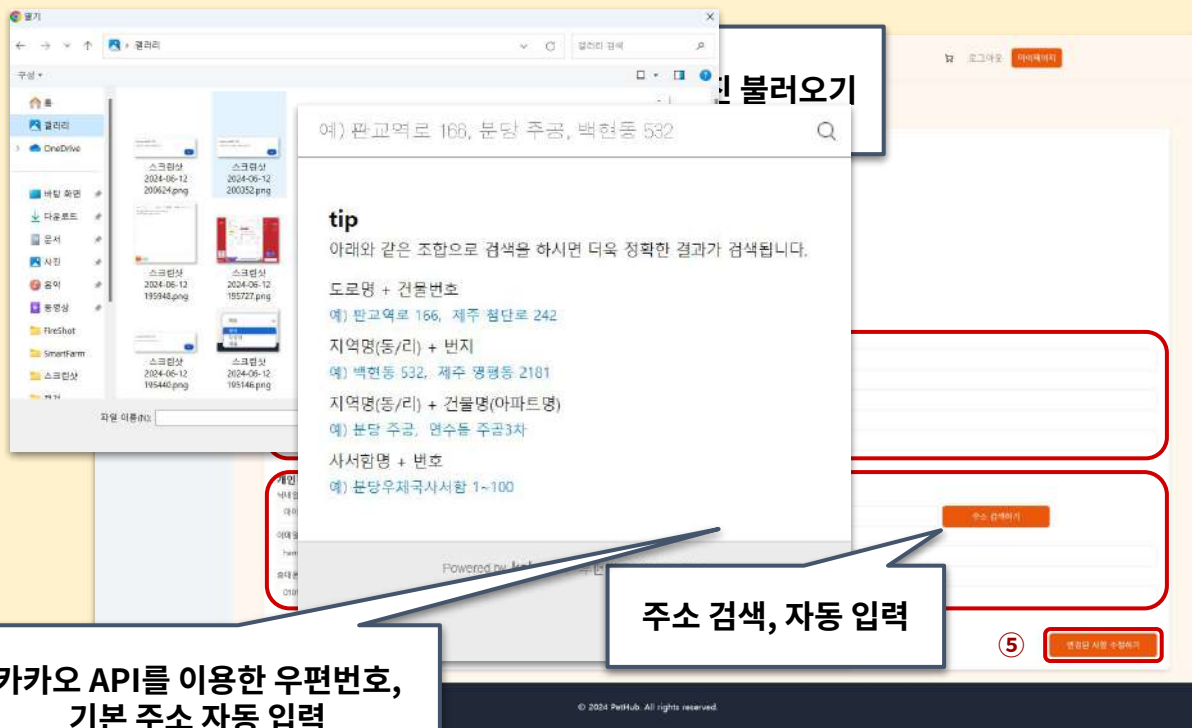 열기
갤러리
갤러리 검색
구성
홈
갤러리
OneDrive
바탕 화면
다운로드
문서
사진
음악
동영상
FireShot
SmartFarm
스크린샷
스크린샷
2024-06-12
200624.png
스크린샷
2024-06-12
200352.png
스크린샷
2024-06-12
195948.png
스크린샷
2024-06-12
195727.png
스크린샷
2024-06-12
195440.png
스크린샷
2024-06-12
195146.png
파일 이름(N):
불러오기
로그아웃
마이페이지
예) 판교역로 166, 분당 주공, 백현동 532
tip
아래와 같은 조합으로 검색을 하시면 더욱 정확한 결과가 검색됩니다.
도로명 + 건물번호
예) 판교역로 166, 제주 첨단로 242
지역명(동/리) + 번지
예) 백현동 532, 제주 영평동 2181
지역명(동/리) + 건물명(아파트명)
예) 분당 주공, 연수동 주공3차
사서함명 + 번호
예) 분당우체국사서함 1~100
Powered by
개인
주소 검색하기
주소 검색, 자동 입력
⑤
변경된 사항 수정하기
카카오 API를 이용한 우편번호,
기본 주소 자동 입력
© 2024 PetHub. All rights reserved.